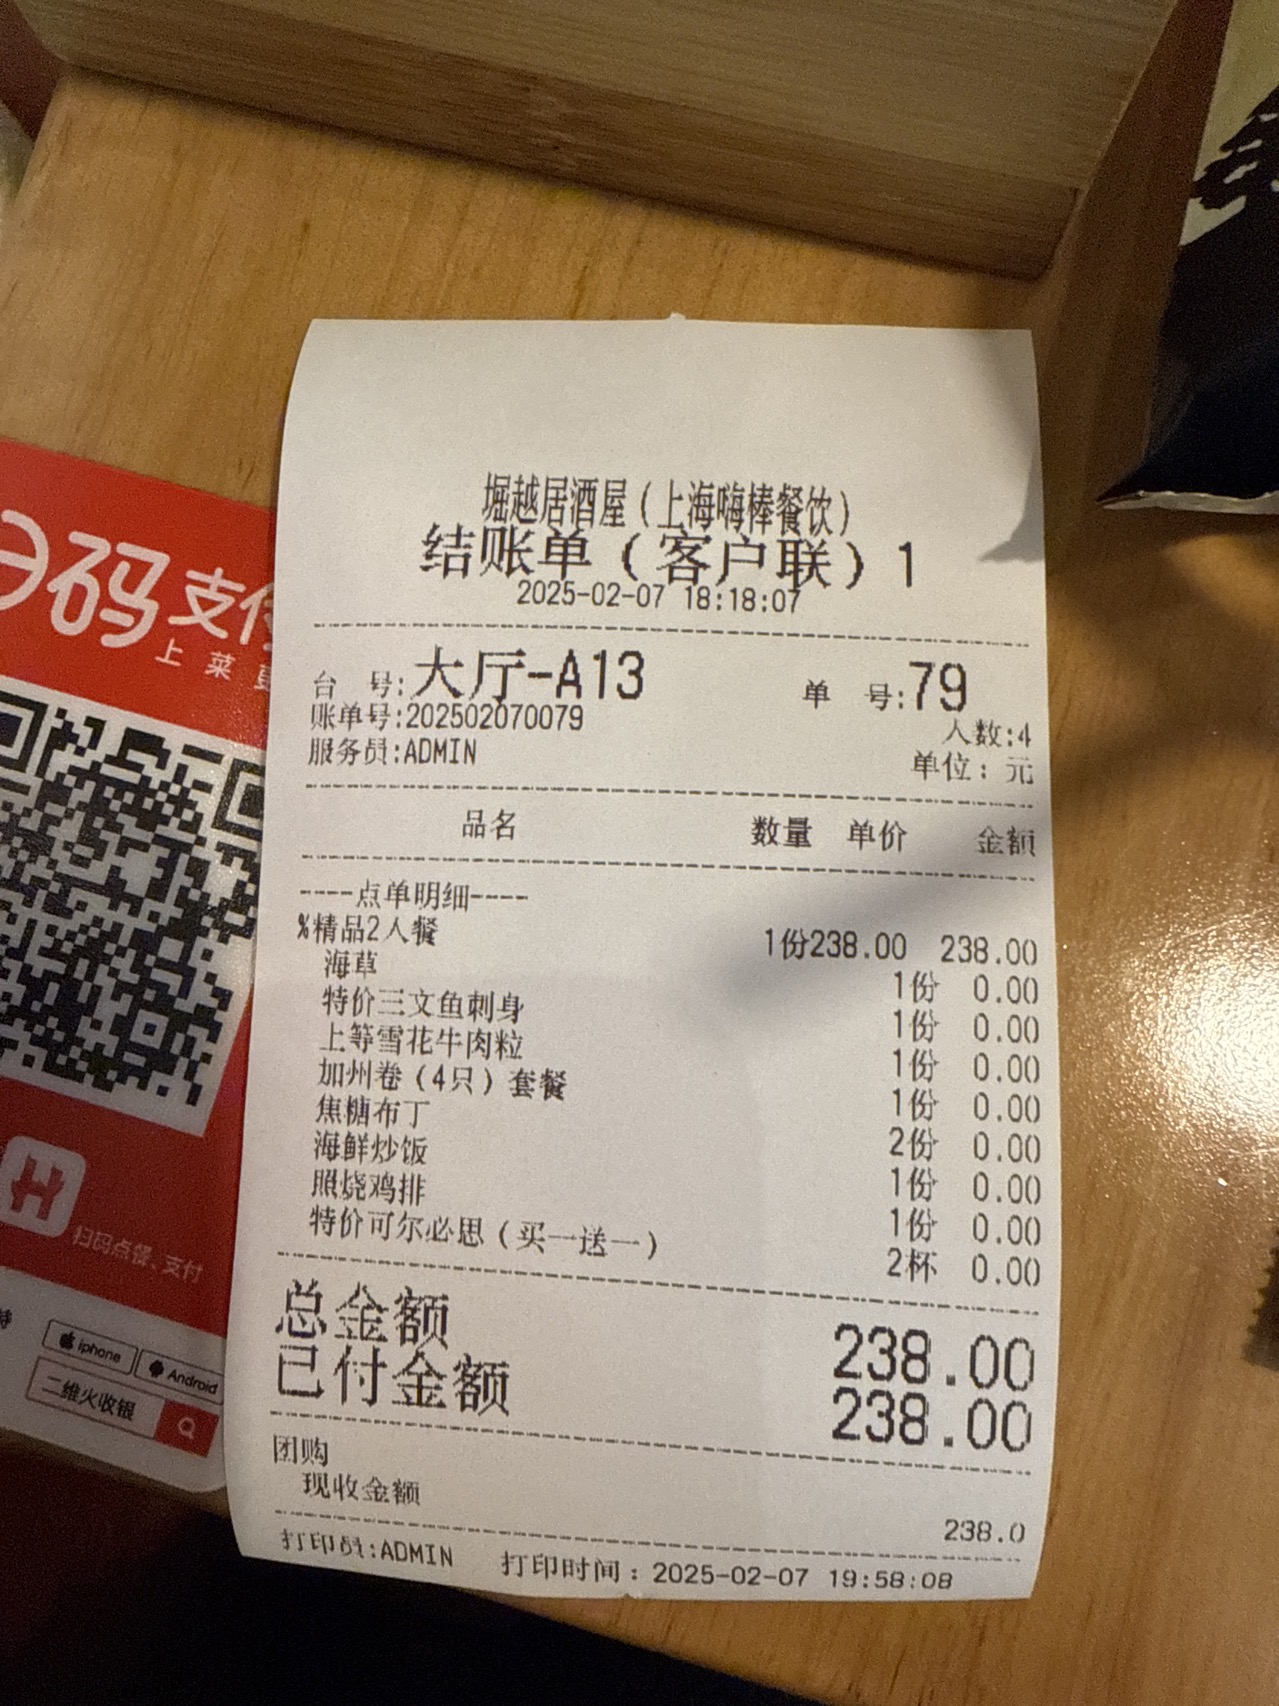 堀越居酒屋（上海嗨棒餐饮）
结账单（客户联）1
2025-02-07 18:18:07
台 号:大厅-A13 单 号:79
账单号:202502070079 人数:4
服务员:ADMIN 单位：元
品名 数量 单价 金额
----点单明细----
%精品2人餐 1份238.00 238.00
海草 1份 0.00
特价三文鱼刺身 1份 0.00
上等雪花牛肉粒 1份 0.00
加州卷（4只）套餐 1份 0.00
焦糖布丁 2份 0.00
海鲜炒饭 1份 0.00
照烧鸡排 1份 0.00
特价可尔必思（买一送一） 2杯 0.00
总金额 238.00
已付金额 238.00
团购
现收金额 238.0
打印员:ADMIN 打印时间：2025-02-07 19:58:08
码支付
上菜更
扫码点餐、支付
持
iphone
Android
二维火收银